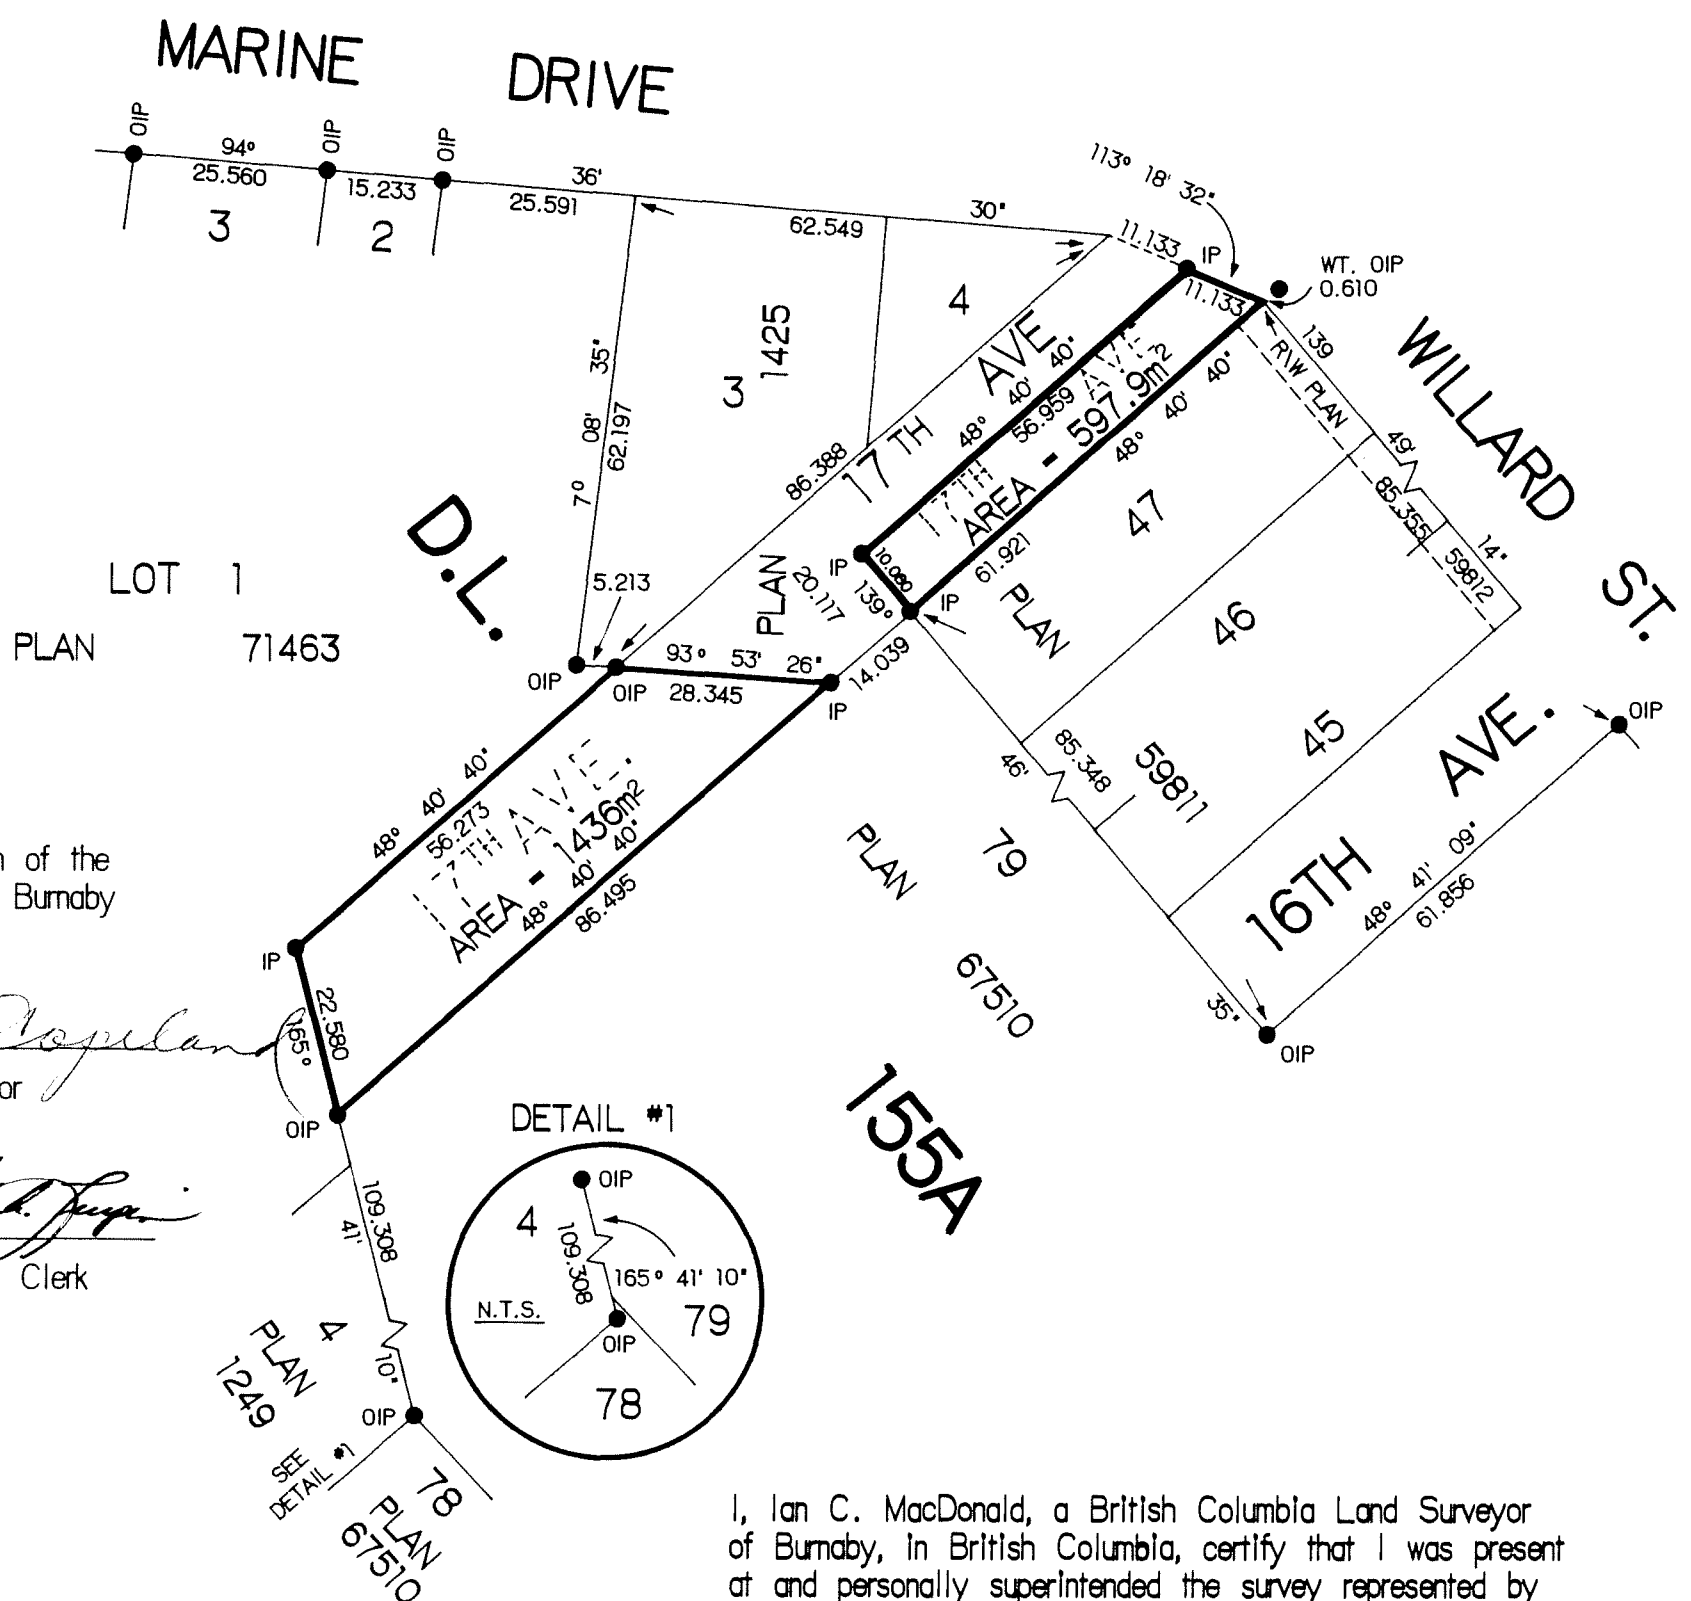 MARINE DRIVE
OIP
OIP
OIP
94°
36'
30"
25.560
15.233
25.591
62.549
3
2
113° 18' 32"
11.133
IP
11.133
WT. OIP
0.610
WILLARD ST.
139
49'
14"
R\W PLAN
85.355
59812
4
1425
3
35"
08'
7°
62.197
17 TH AVE.
86.388
48° 40' 40"
56.959
17TH AVE.
AREA - 597.9m2
48° 40' 40"
61.921
47
46
45
PLAN
59811
IP
10.060
20.117
139°
IP
PLAN
D.L.
155A
LOT 1
PLAN 71463
5.213
OIP
OIP
93° 53' 26"
28.345
IP
14.039
46'
85.348
35"
79
PLAN
67510
16TH AVE.
OIP
48° 41' 09"
61.856
OIP
48° 40' 40"
56.273
17TH AVE.
AREA - 1436m2
48° 40' 40"
86.495
of the
Burnaby
IP
22.580
165°
OIP
or
Clerk
109.308
41'
10"
OIP
4
PLAN
1249
SEE
DETAIL #1
78
PLAN
67510
DETAIL #1
OIP
4
109.308
165° 41' 10"
N.T.S.
79
OIP
78
I, Ian C. MacDonald, a British Columbia Land Surveyor
of Burnaby, in British Columbia, certify that I was present
at and personally superintended the survey represented by